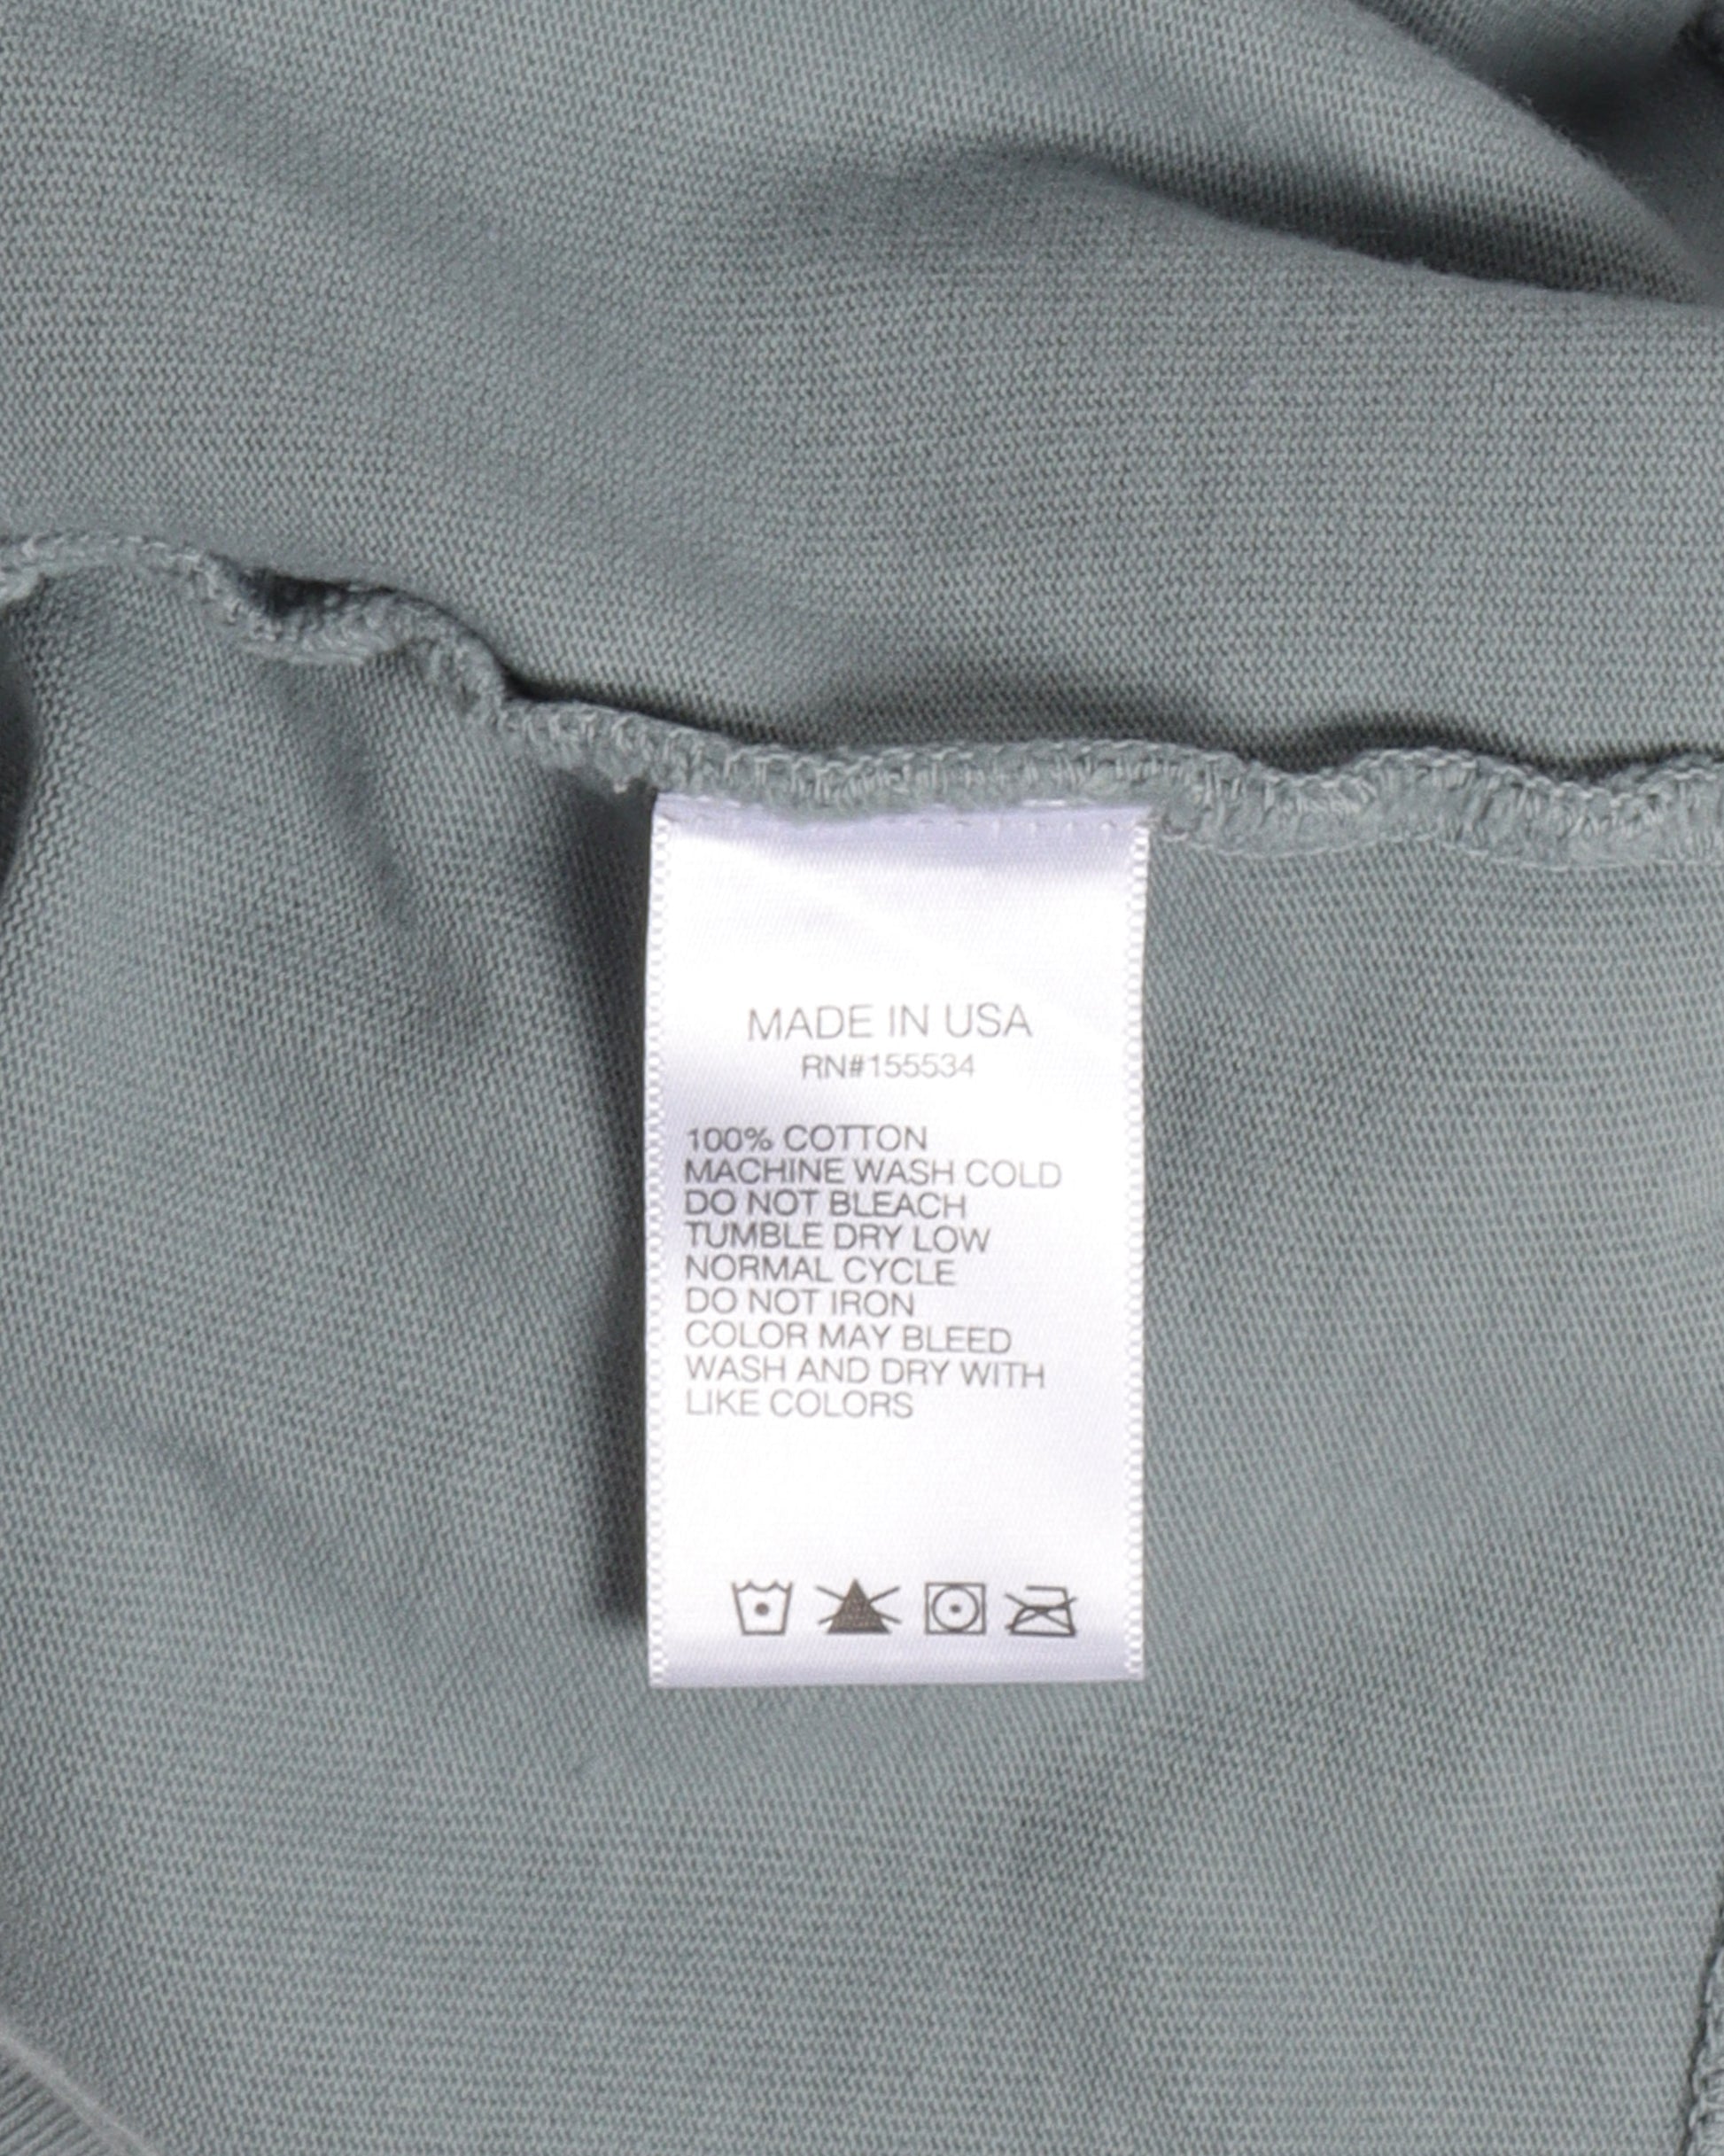 MADE IN USA
RN#155534
100% COTTON
MACHINE WASH COLD
DO NOT BLEACH
TUMBLE DRY LOW
NORMAL CYCLE
DO NOT IRON
COLOR MAY BLEED
WASH AND DRY WITH
LIKE COLORS